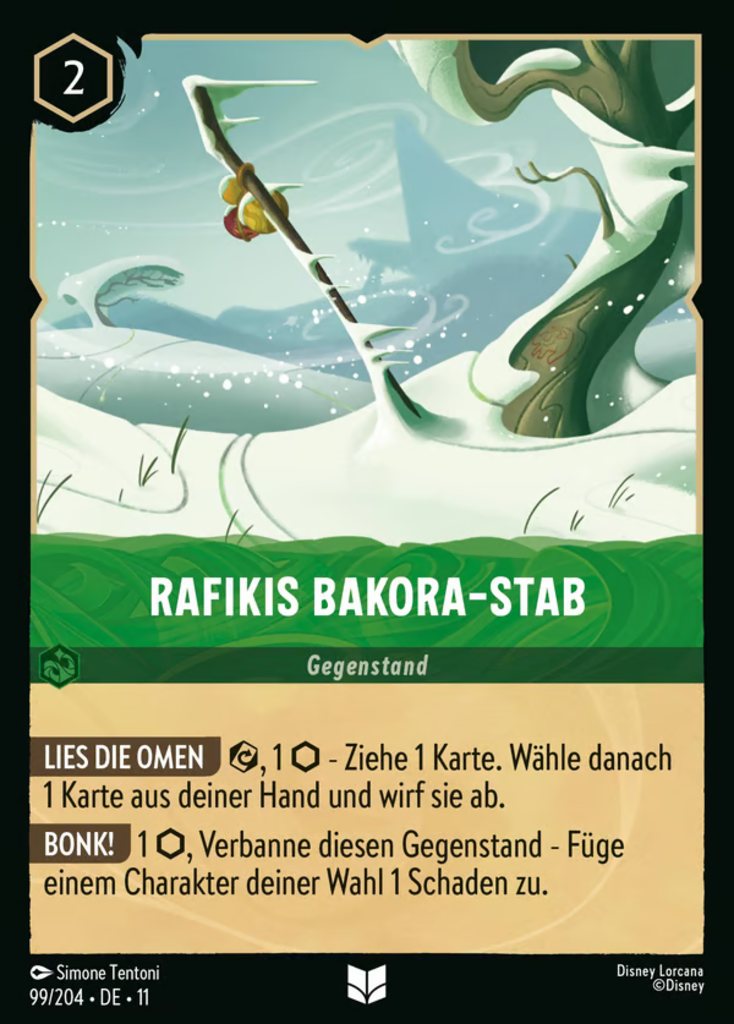 2
RAFIKIS BAKORA-STAB
Gegenstand
LIES DIE OMEN , 1 - Ziehe 1 Karte. Wähle danach
1 Karte aus deiner Hand und wirf sie ab.
BONK! 1 , Verbanne diesen Gegenstand - Füge
einem Charakter deiner Wahl 1 Schaden zu.
Simone Tentoni
99/204 • DE • 11
Disney Lorcana
©Disney